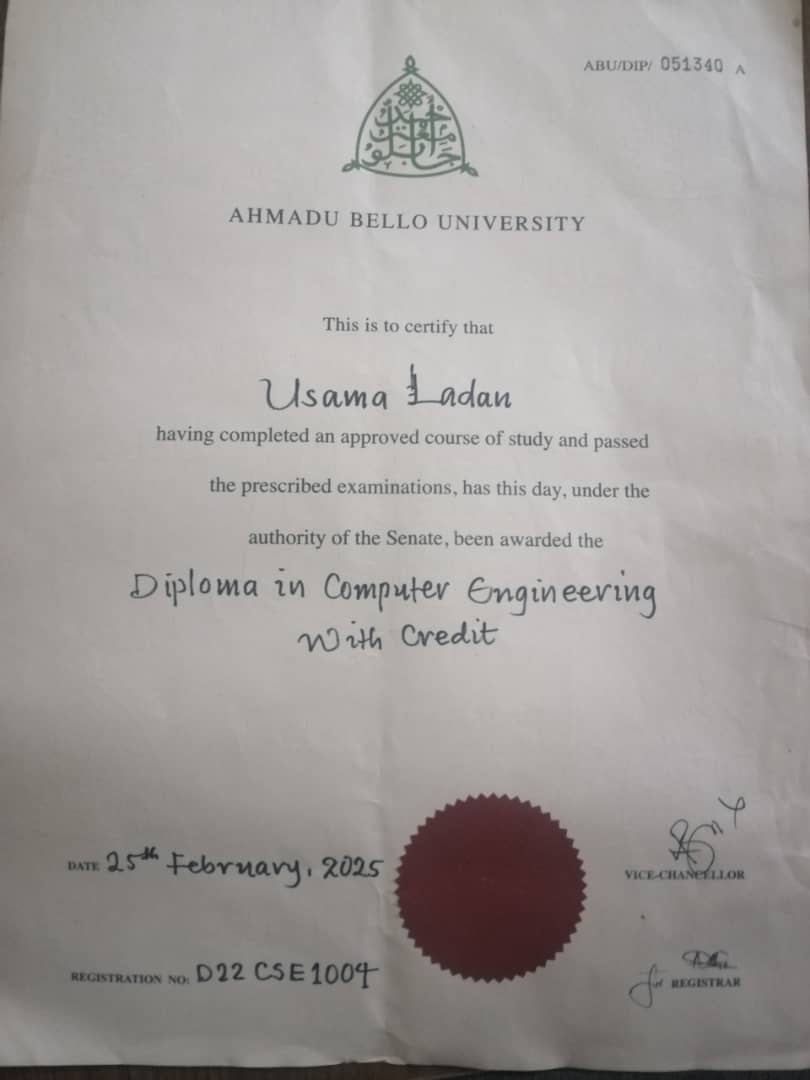 ABU/DIP/ 051340 A
AHMADU BELLO UNIVERSITY
This is to certify that
Usama Ladan
having completed an approved course of study and passed
the prescribed examinations, has this day, under the
authority of the Senate, been awarded the
Diploma in Computer Engineering
With Credit
DATE 25th February, 2025
VICE-CHANCELLOR
REGISTRATION NO: D22 CSE1004
for REGISTRAR